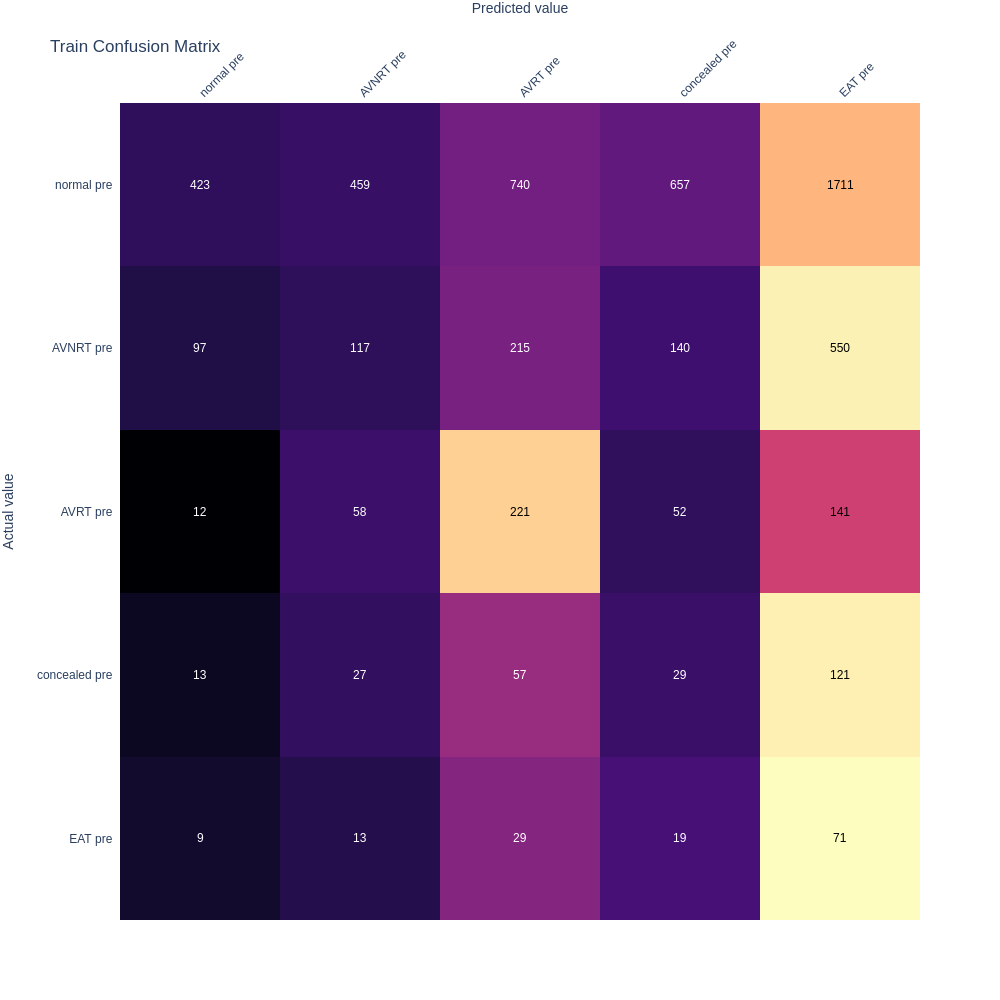 Predicted value
Train Confusion Matrix
normal pre AVNRT pre AVRT pre concealed pre EAT pre
normal pre 423 459 740 657 1711
AVNRT pre 97 117 215 140 550
AVRT pre 12 58 221 52 141
concealed pre 13 27 57 29 121
EAT pre 9 13 29 19 71
Actual value